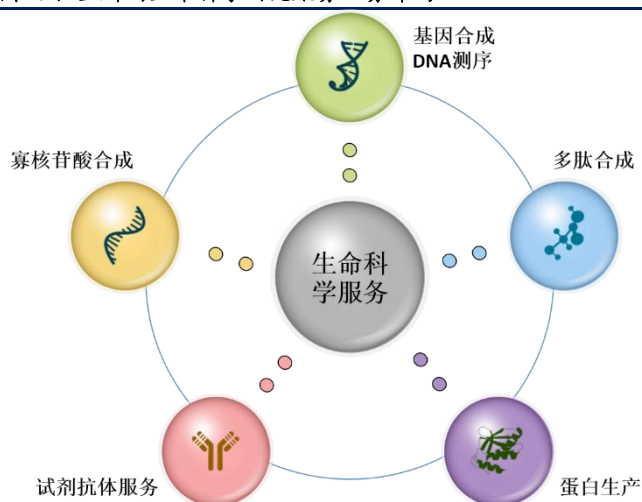 基因合成
DNA测序
寡核苷酸合成
多肽合成
生命科
学服务
试剂抗体服务
蛋白生产